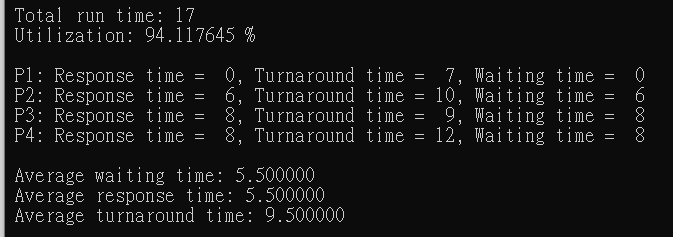 Total run time: 17
Utilization: 94.117645 %
P1: Response time =  0, Turnaround time =  7, Waiting time =  0
P2: Response time =  6, Turnaround time = 10, Waiting time =  6
P3: Response time =  8, Turnaround time =  9, Waiting time =  8
P4: Response time =  8, Turnaround time = 12, Waiting time =  8
Average waiting time: 5.500000
Average response time: 5.500000
Average turnaround time: 9.500000